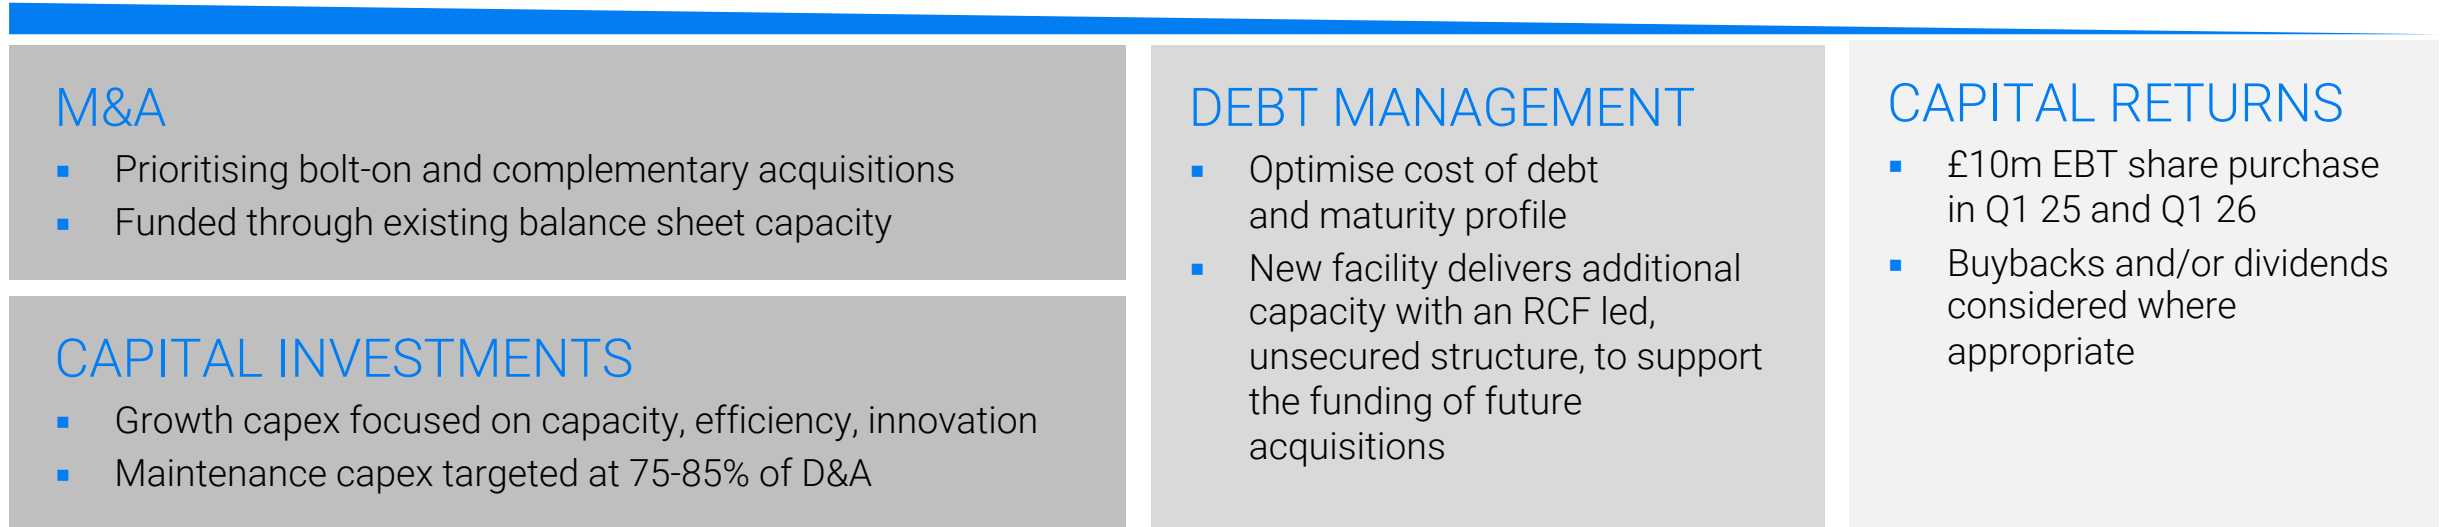 M&A
▪ Prioritising bolt-on and complementary acquisitions
▪ Funded through existing balance sheet capacity
CAPITAL INVESTMENTS
▪ Growth capex focused on capacity, efficiency, innovation
▪ Maintenance capex targeted at 75-85% of D&A
DEBT MANAGEMENT
▪ Optimise cost of debt
and maturity profile
▪ New facility delivers additional
capacity with an RCF led,
unsecured structure, to support
the funding of future
acquisitions
CAPITAL RETURNS
▪ £10m EBT share purchase
in Q1 25 and Q1 26
▪ Buybacks and/or dividends
considered where
appropriate